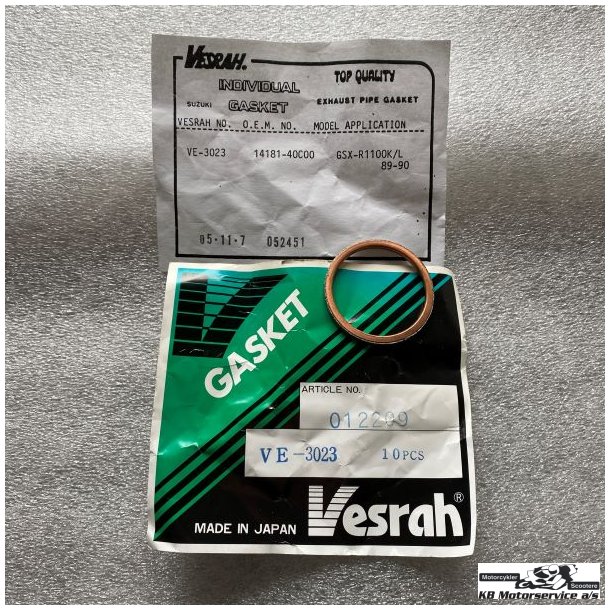 VESRAH.
INDIVIDUAL TOP QUALITY
SUZUKI GASKET EXHAUST PIPE GASKET
VESRAH NO. O.E.M. NO. MODEL APPLICATION
VE-3023 14181-40C00 GSX-R1100K/L
89-90
05.11.7 052451
GASKET
ARTICLE NO.
012209
VE-3023 10PCS
MADE IN JAPAN Vesrah®
Motorcykler Scootere
KB Motorservice a/s